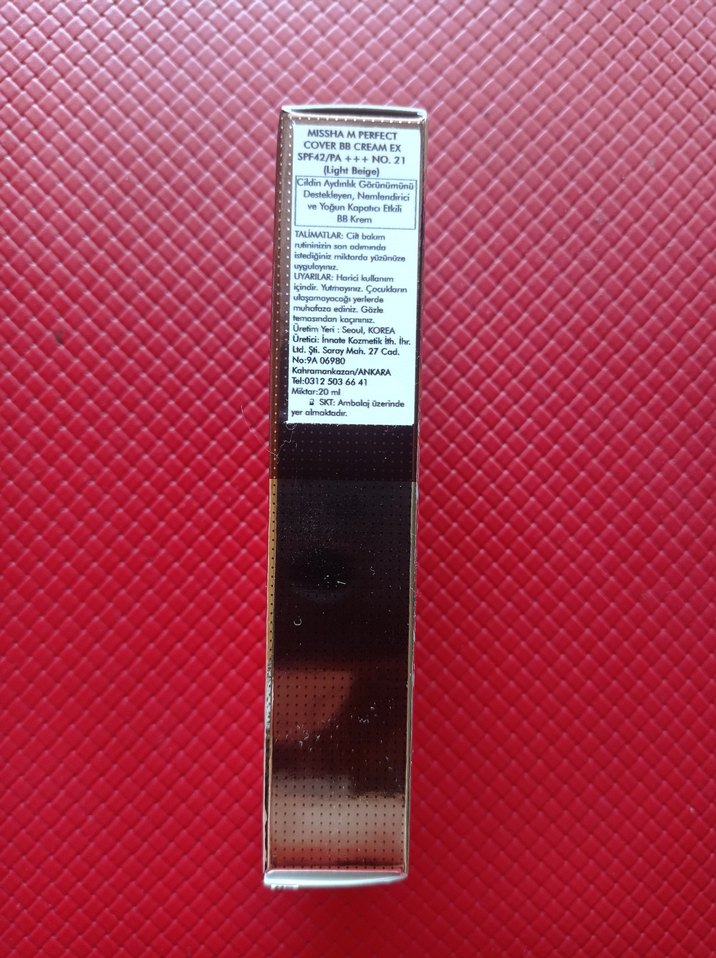 MISSHA M PERFECT
COVER BB CREAM EX
SPF42/PA +++ NO. 21
(Light Beige)
Cildin Aydınlık Görünümünü
Destekleyen, Nemlendirici
ve Yoğun Kapatıcı Etkili
BB Krem
TALİMATLAR: Cilt bakım
rutininizin son adımında
istediğiniz miktarda yüzünüze
uygulayınız.
UYARILAR: Harici kullanım
içindir. Yutmayınız. Çocukların
ulaşamayacağı yerlerde
muhafaza ediniz. Gözle
temasından kaçınınız.
Üretim Yeri : Seoul, KOREA
Üretici: İnnate Kozmetik İth. İhr.
Ltd. Şti. Saray Mah. 27 Cad.
No:9A 06980
Kahramankazan/ANKARA
Tel:0312 503 66 41
Miktar:20 ml
SKT: Ambalaj üzerinde
yer almaktadır.